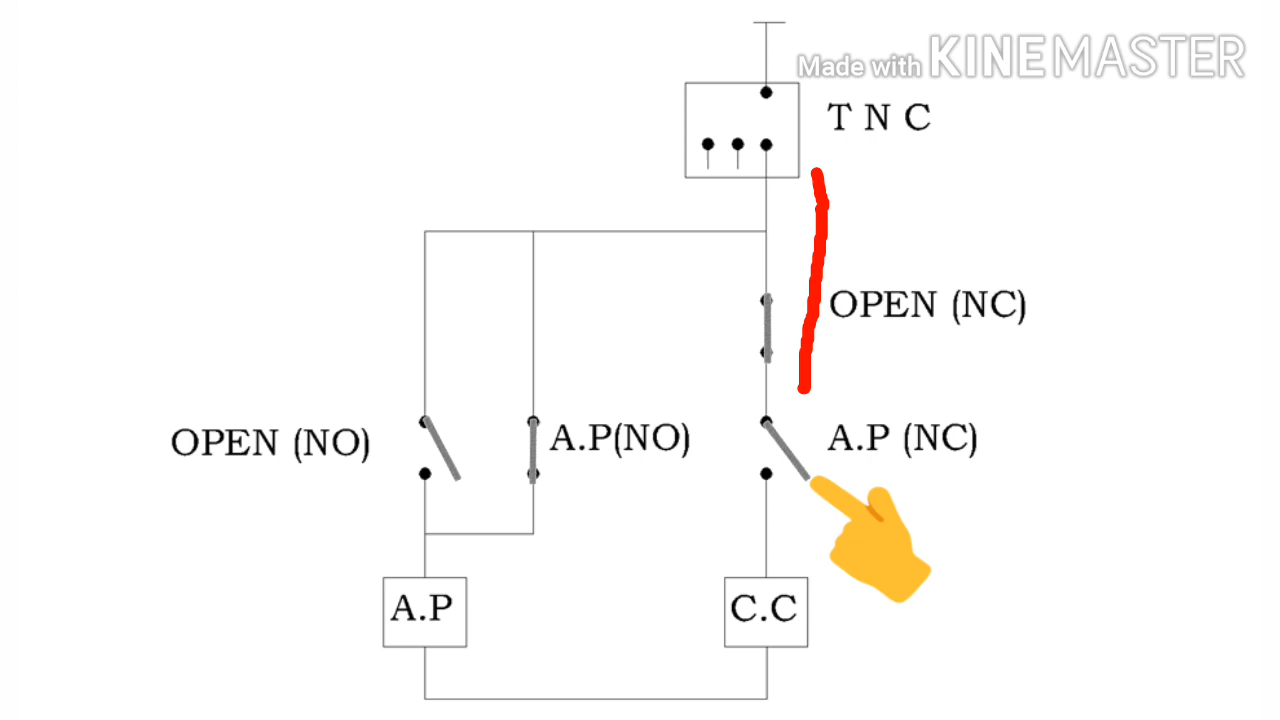 Made with KINEMASTER
T N C
OPEN (NC)
OPEN (NO)
A.P(NO)
A.P (NC)
A.P
C.C